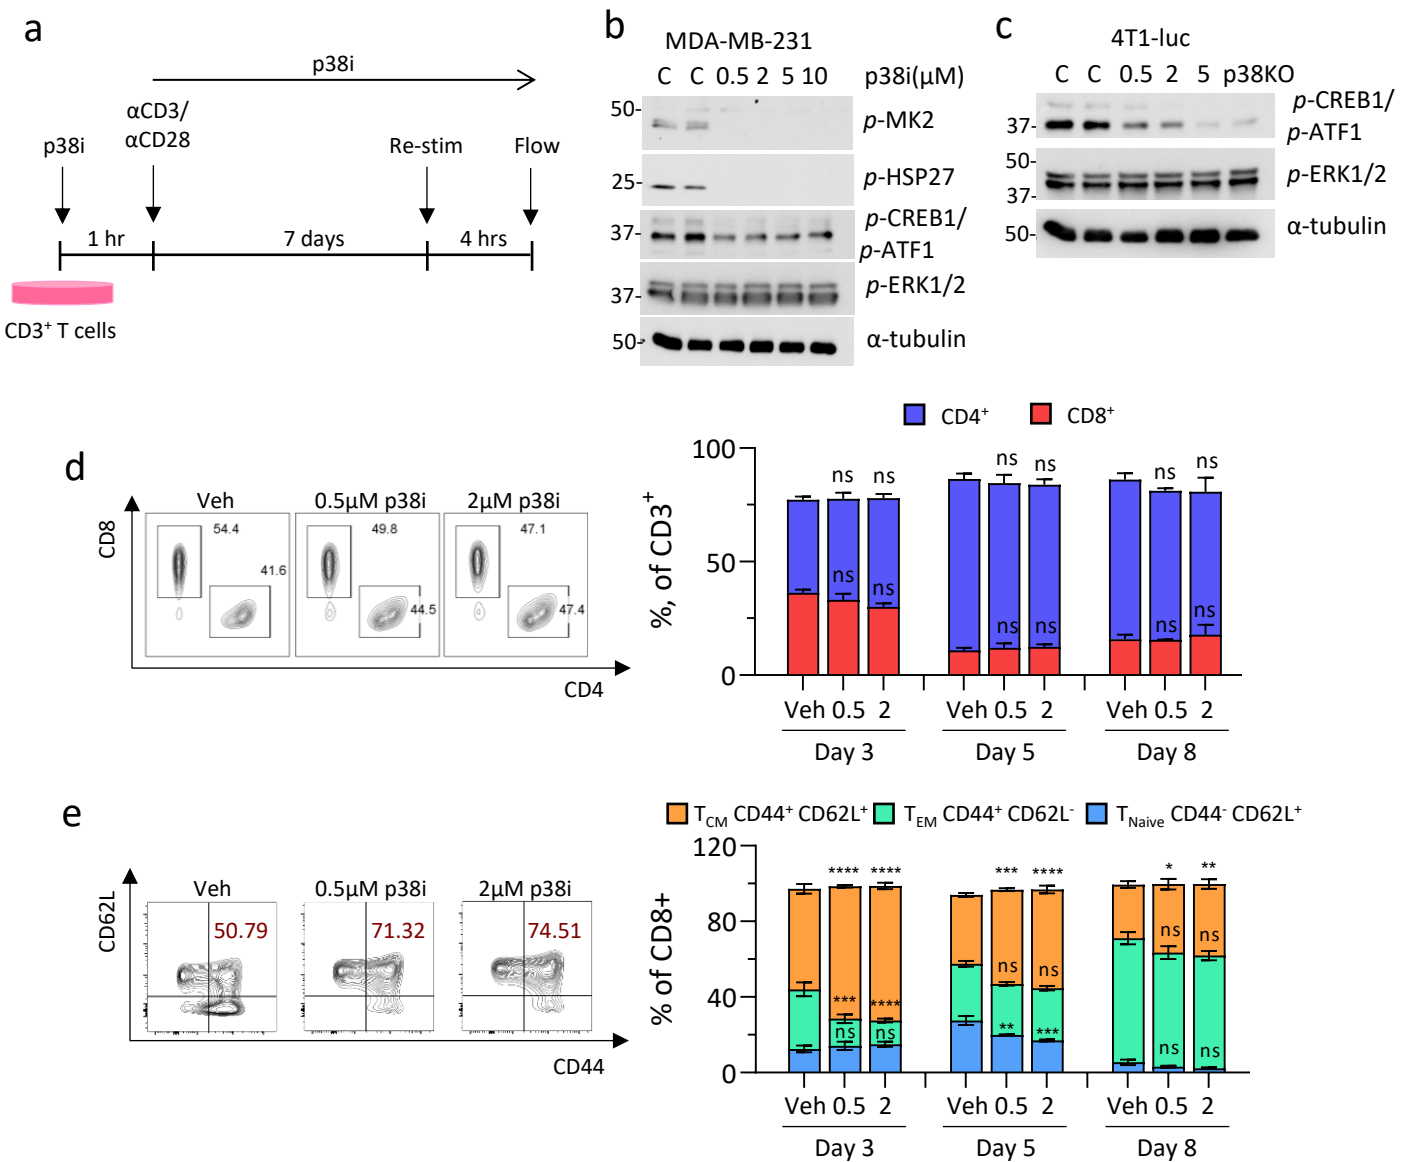 a
p38i
αCD3/
αCD28
p38i
Re-stim
Flow
1 hr
7 days
4 hrs
CD3⁺ T cells
b
MDA-MB-231
C C 0.5 2 5 10 p38i(μM)
50-
p-MK2
25-
p-HSP27
37-
p-CREB1/
p-ATF1
37-
p-ERK1/2
50-
α-tubulin
c
4T1-luc
C C 0.5 2 5 p38KO
37-
p-CREB1/
p-ATF1
50-
37-
p-ERK1/2
50-
α-tubulin
d
Veh
0.5μM p38i
2μM p38i
CD8
54.4
41.6
49.8
44.5
47.1
47.4
CD4
CD4⁺
CD8⁺
%, of CD3⁺
100
50
0
ns ns ns ns ns ns
ns ns ns ns ns ns
Veh 0.5 2 Veh 0.5 2 Veh 0.5 2
Day 3 Day 5 Day 8
e
Veh
0.5μM p38i
2μM p38i
CD62L
50.79
71.32
74.51
CD44
T_CM CD44⁺ CD62L⁺ T_EM CD44⁺ CD62L⁻ T_Naive CD44⁻ CD62L⁺
% of CD8+
120
80
40
0
**** **** *** **** * **
*** **** ns ns ns ns
ns ns ** *** ns ns
Veh 0.5 2 Veh 0.5 2 Veh 0.5 2
Day 3 Day 5 Day 8